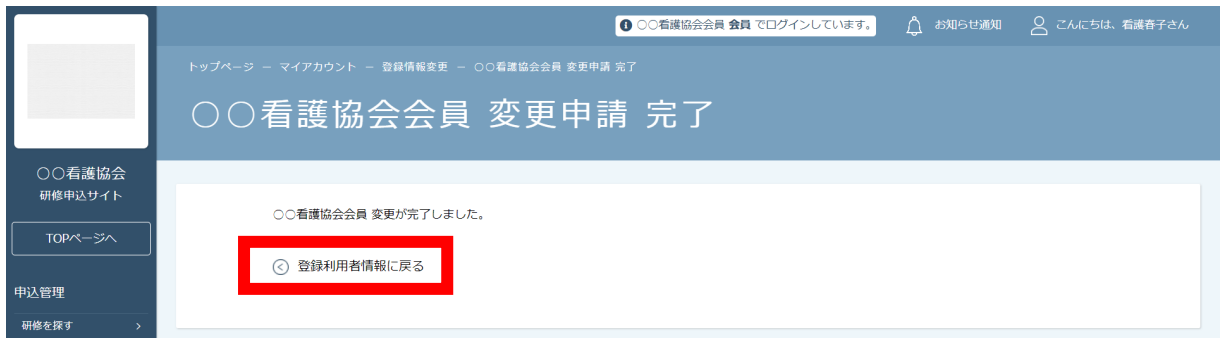 ○○看護協会
研修申込サイト
TOPページへ
申込管理
研修を探す
○○看護協会会員 会員 でログインしています。
お知らせ通知
こんにちは、看護春子さん
トップページ － マイアカウント － 登録情報変更 － ○○看護協会会員 変更申請 完了
○○看護協会会員 変更申請 完了
○○看護協会会員 変更が完了しました。
登録利用者情報に戻る